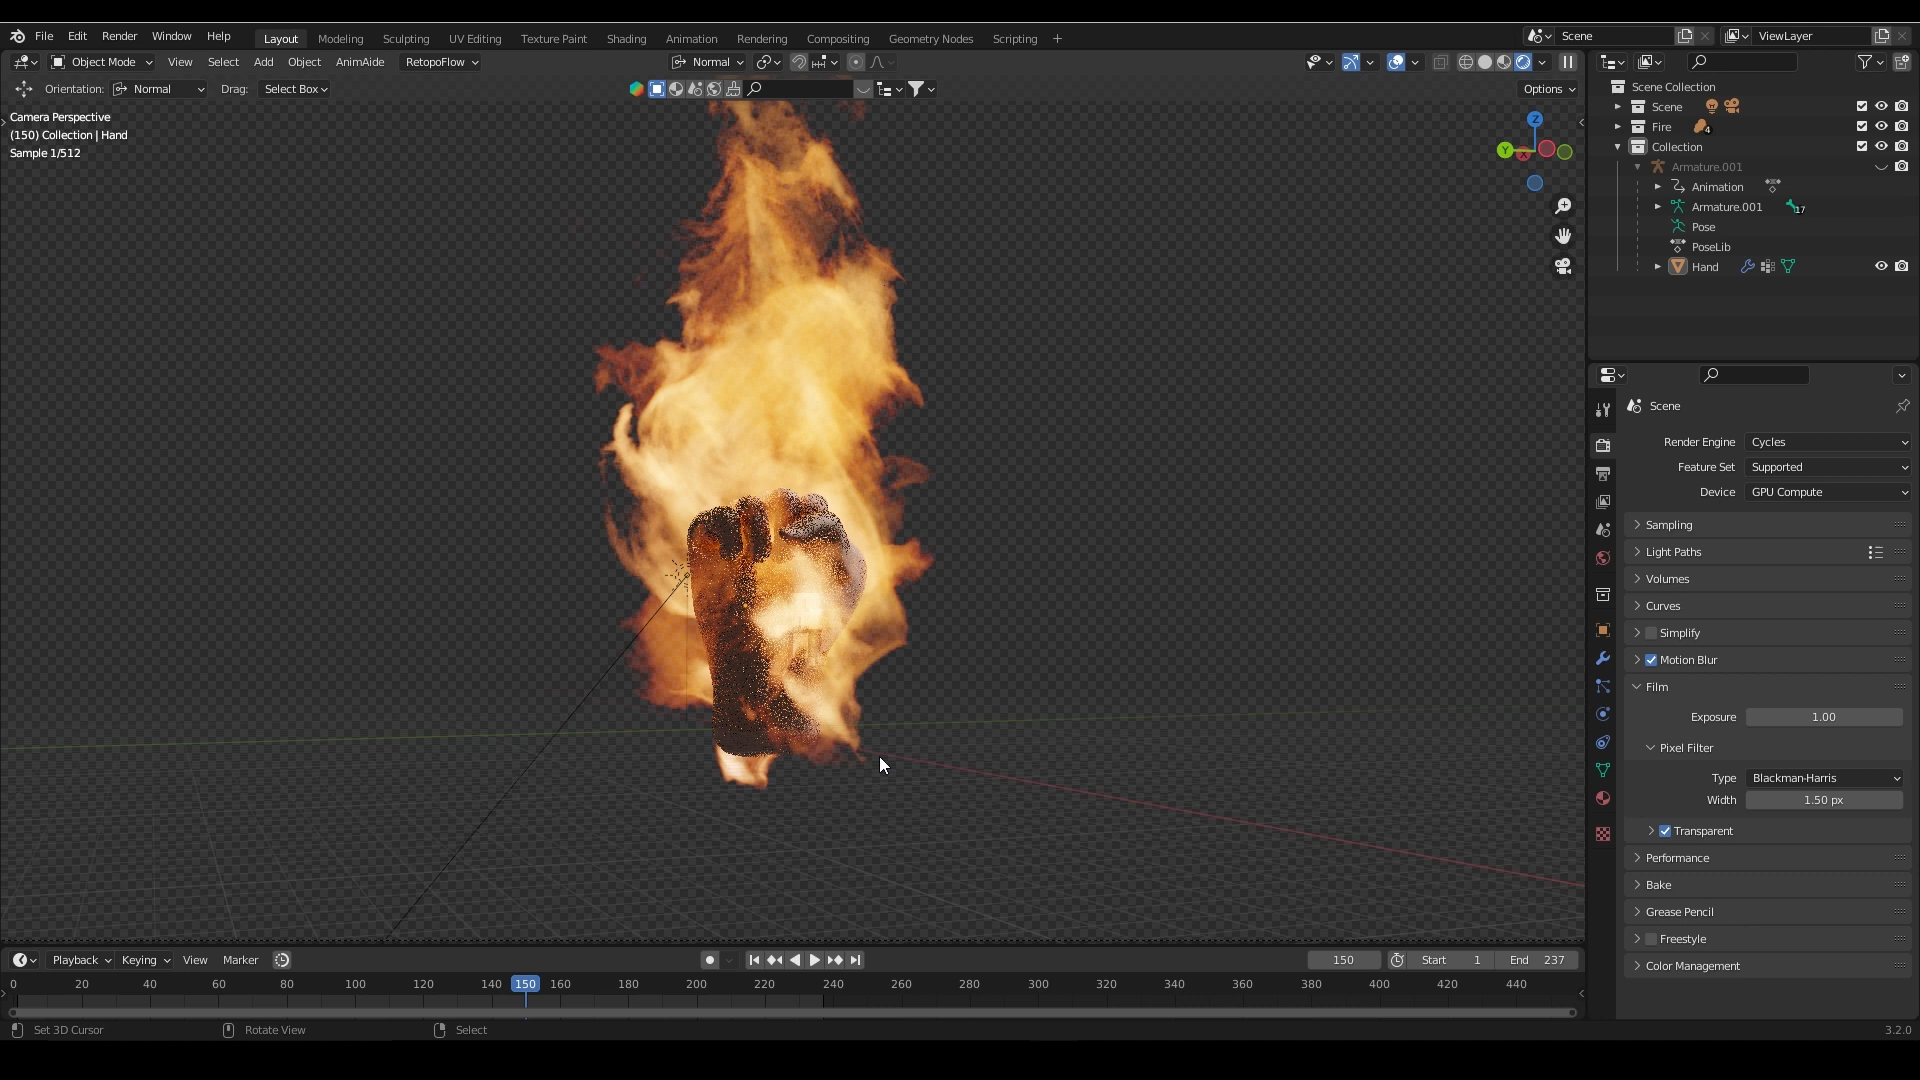 File Edit Render Window Help Layout Modeling Sculpting UV Editing Texture Paint Shading Animation Rendering Compositing Geometry Nodes Scripting + Scene ViewLayer
Object Mode View Select Add Object AnimAide RetopoFlow Normal
Orientation: Normal Drag: Select Box Options
Camera Perspective
(150) Collection | Hand
Sample 1/512
Z
Y
X
Scene Collection
Scene
Fire 4
Collection
Armature.001
Animation
Armature.001 17
Pose
PoseLib
Hand
Scene
Render Engine Cycles
Feature Set Supported
Device GPU Compute
Sampling
Light Paths
Volumes
Curves
Simplify
Motion Blur
Film
Exposure 1.00
Pixel Filter
Type Blackman-Harris
Width 1.50 px
Transparent
Performance
Bake
Grease Pencil
Freestyle
Color Management
Playback Keying View Marker 150 Start 1 End 237
0 20 40 60 80 100 120 140 150 160 180 200 220 240 260 280 300 320 340 360 380 400 420 440
Set 3D Cursor Rotate View Select 3.2.0